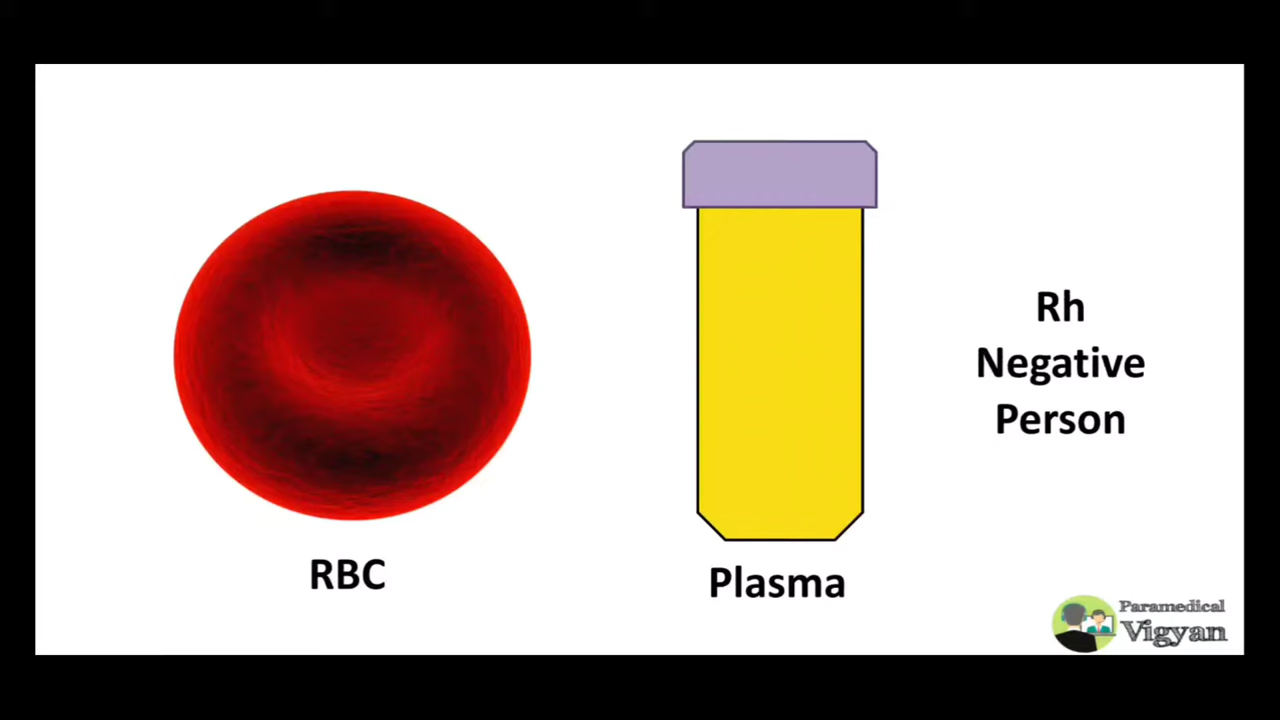 RBC
Plasma
Rh
Negative
Person
Paramedical
Vigyan